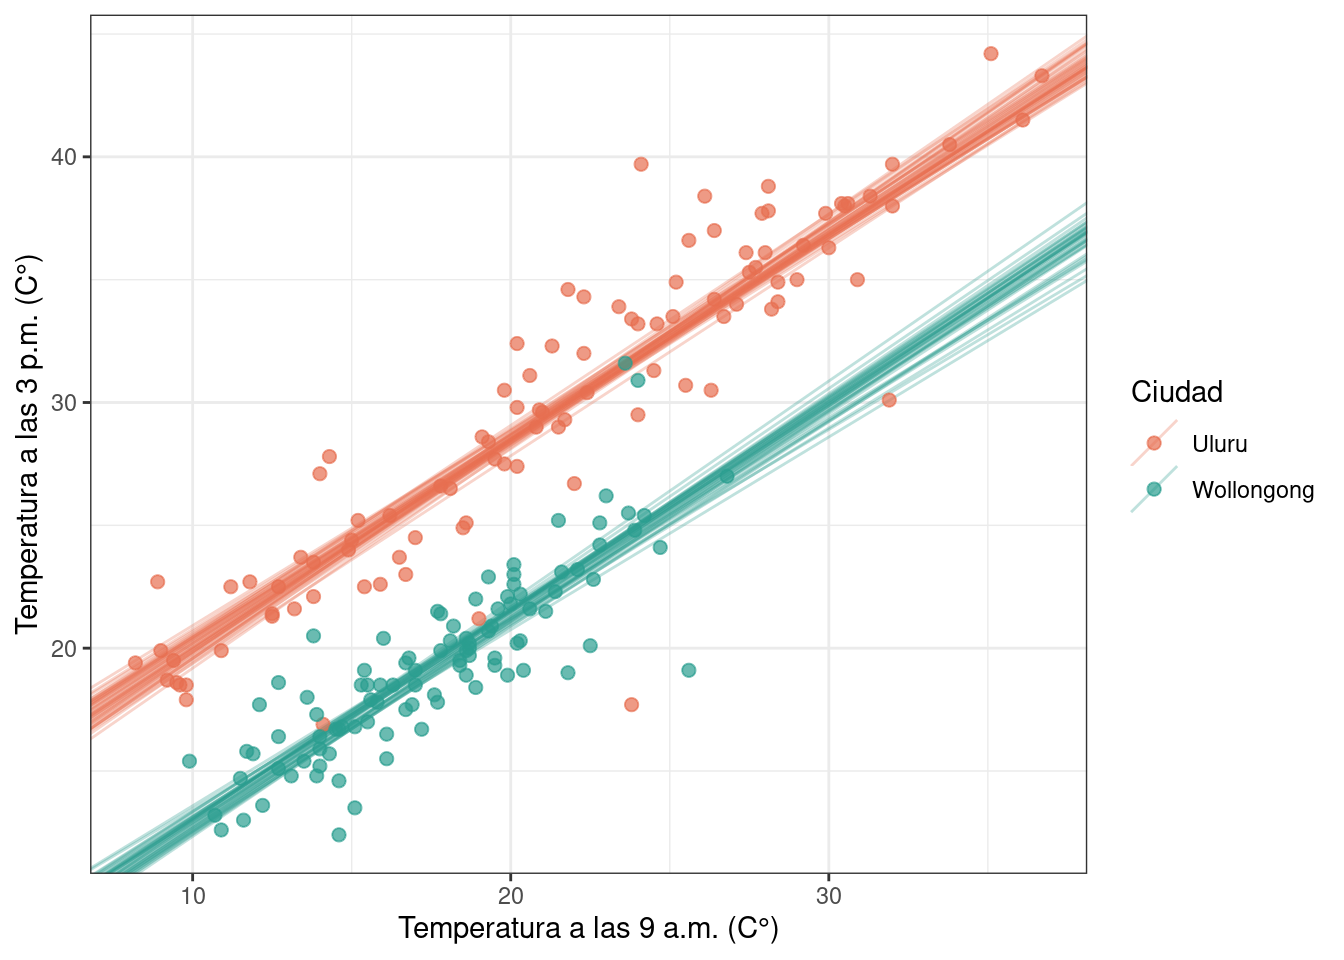 Temperatura a las 3 p.m. (C°)
40
30
20
10
20
30
Temperatura a las 9 a.m. (C°)
Ciudad
Uluru
Wollongong